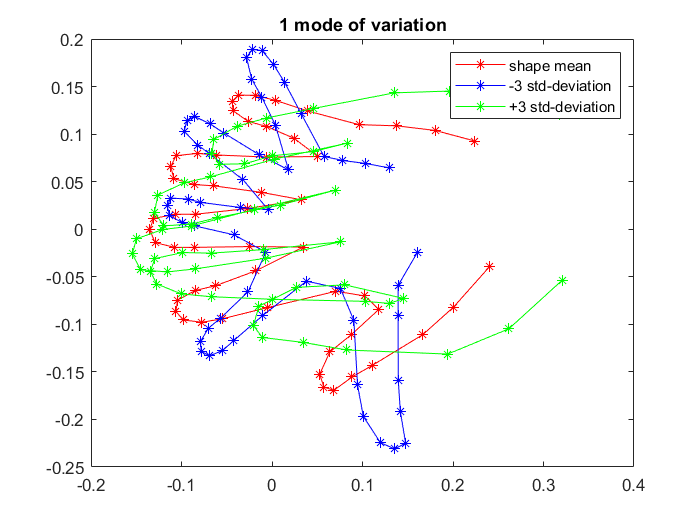 1 mode of variation
shape mean
-3 std-deviation
+3 std-deviation
0.2
0.15
0.1
0.05
0
-0.05
-0.1
-0.15
-0.2
-0.25
-0.2 -0.1 0 0.1 0.2 0.3 0.4